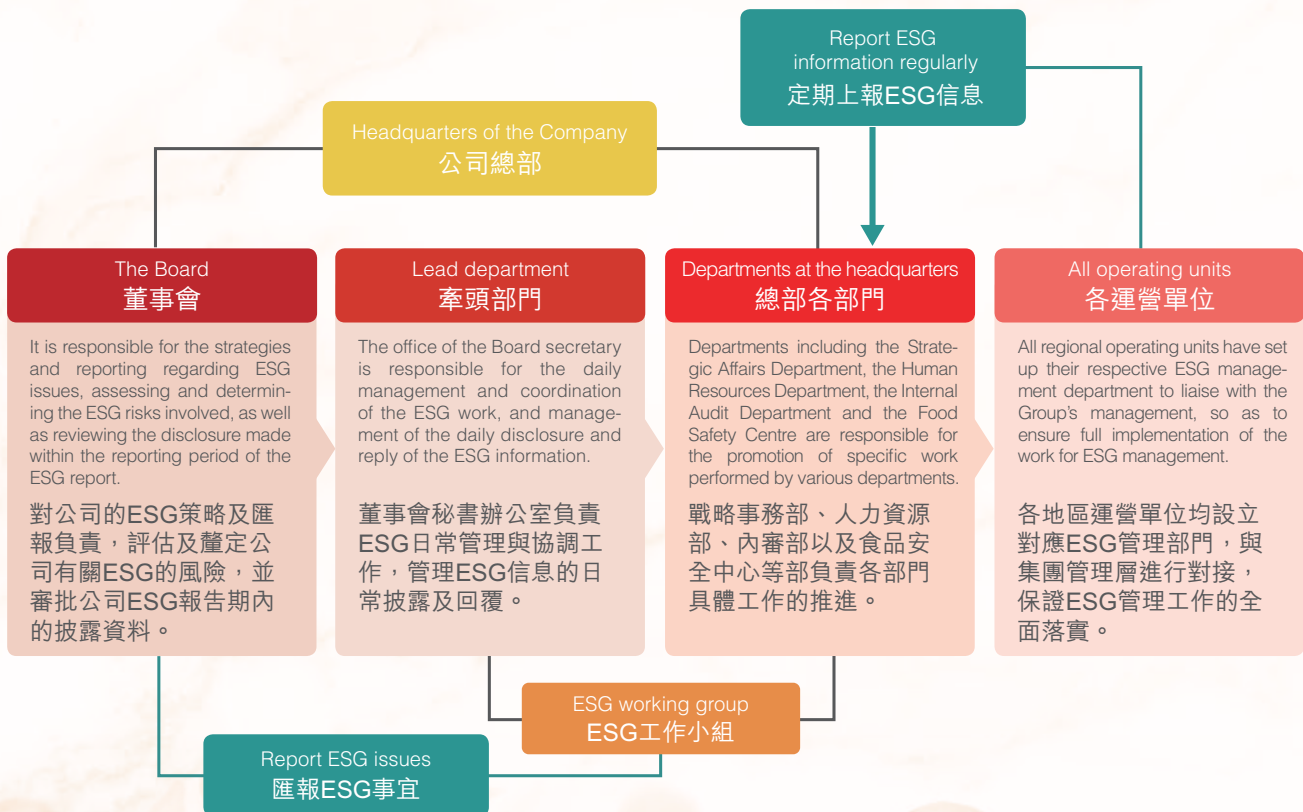 Report ESG
information regularly
定期上報ESG信息
Headquarters of the Company
公司總部
The Board
董事會
It is responsible for the strategies
and reporting regarding ESG
issues, assessing and determin-
ing the ESG risks involved, as well
as reviewing the disclosure made
within the reporting period of the
ESG report.
對公司的ESG策略及匯
報負責，評估及釐定公
司有關ESG的風險，並
審批公司ESG報告期內
的披露資料。
Lead department
牽頭部門
The office of the Board secretary
is responsible for the daily
management and coordination
of the ESG work, and manage-
ment of the daily disclosure and
reply of the ESG information.
董事會秘書辦公室負責
ESG日常管理與協調工
作，管理ESG信息的日
常披露及回覆。
Departments at the headquarters
總部各部門
Departments including the Strate-
gic Affairs Department, the Human
Resources Department, the Internal
Audit Department and the Food
Safety Centre are responsible for
the promotion of specific work
performed by various departments.
戰略事務部、人力資源
部、內審部以及食品安
全中心等部負責各部門
具體工作的推進。
All operating units
各運營單位
All regional operating units have set
up their respective ESG manage-
ment department to liaise with the
Group's management, so as to
ensure full implementation of the
work for ESG management.
各地區運營單位均設立
對應ESG管理部門，與
集團管理層進行對接，
保證ESG管理工作的全
面落實。
ESG working group
ESG工作小組
Report ESG issues
匯報ESG事宜